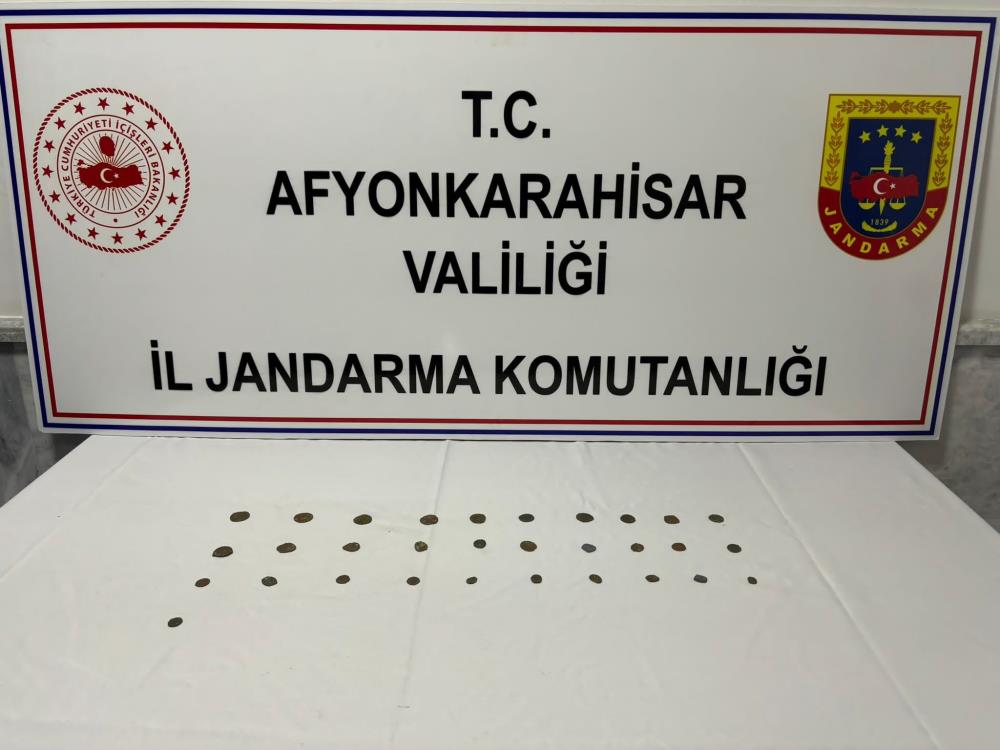 T.C.
AFYONKARAHİSAR
VALİLİĞİ
İL JANDARMA KOMUTANLIĞI
TÜRKİYE CUMHURİYETİ İÇİŞLERİ BAKANLIĞI
1839
JANDARMA